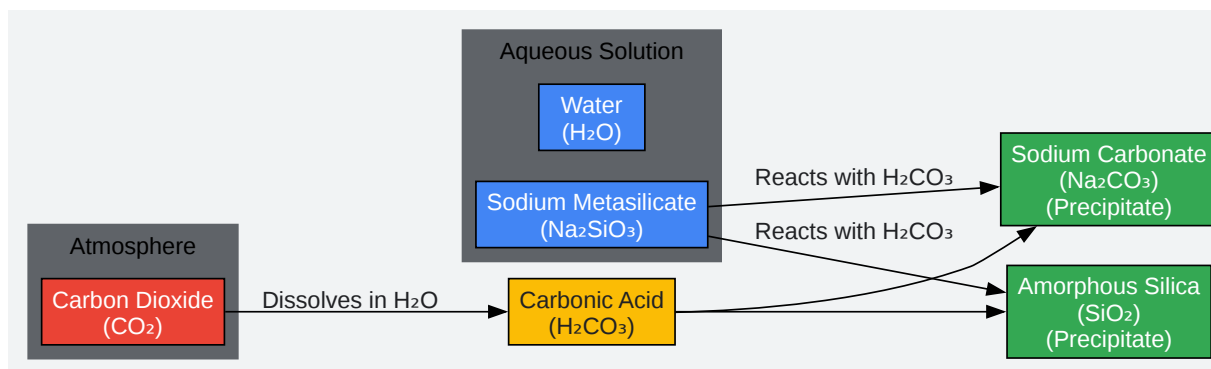 Aqueous Solution
Water
(H₂O)
Sodium Metasilicate
(Na₂SiO₃)
Atmosphere
Carbon Dioxide
(CO₂)
Dissolves in H₂O
Carbonic Acid
(H₂CO₃)
Reacts with H₂CO₃
Reacts with H₂CO₃
Sodium Carbonate
(Na₂CO₃)
(Precipitate)
Amorphous Silica
(SiO₂)
(Precipitate)